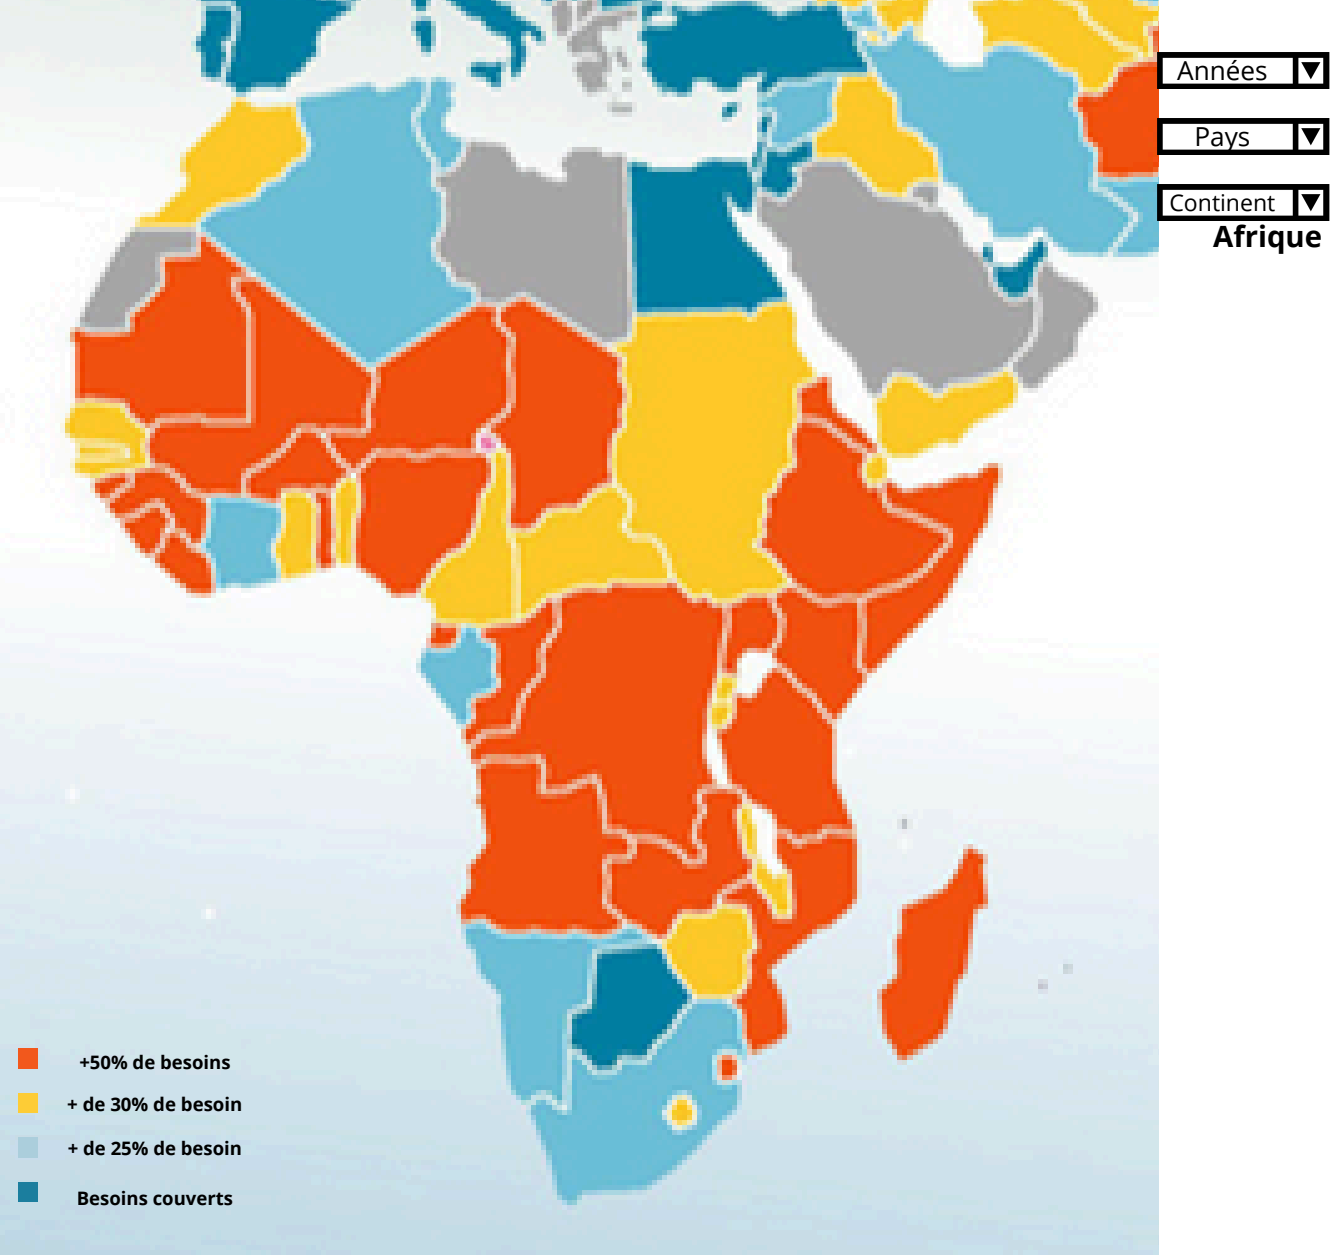 Années
Pays
Continent
Afrique
+50% de besoins
+ de 30% de besoin
+ de 25% de besoin
Besoins couverts